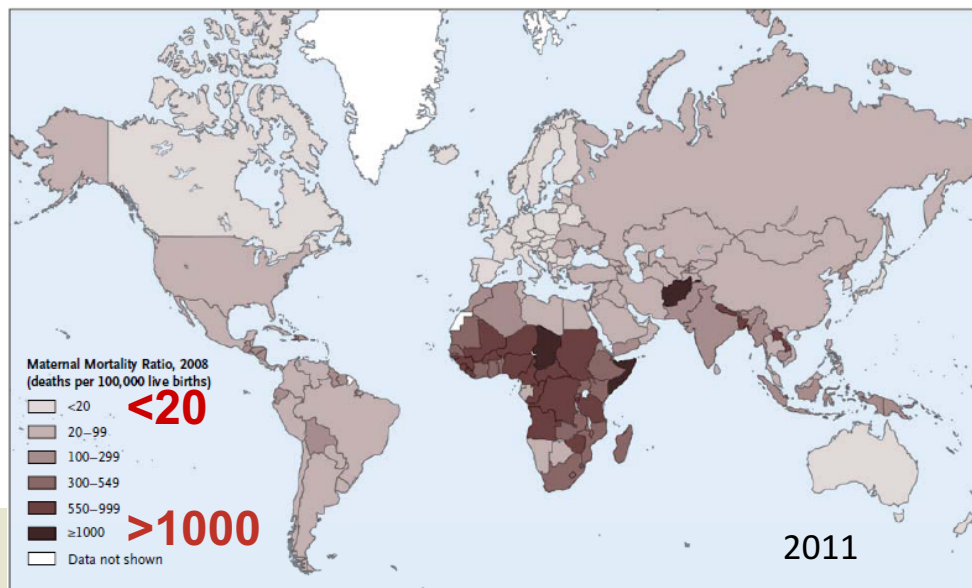 Maternal Mortality Ratio, 2008
(deaths per 100,000 live births)
<20 <20
20–99
100–299
300–549
550–999
≥1000 >1000
Data not shown
2011